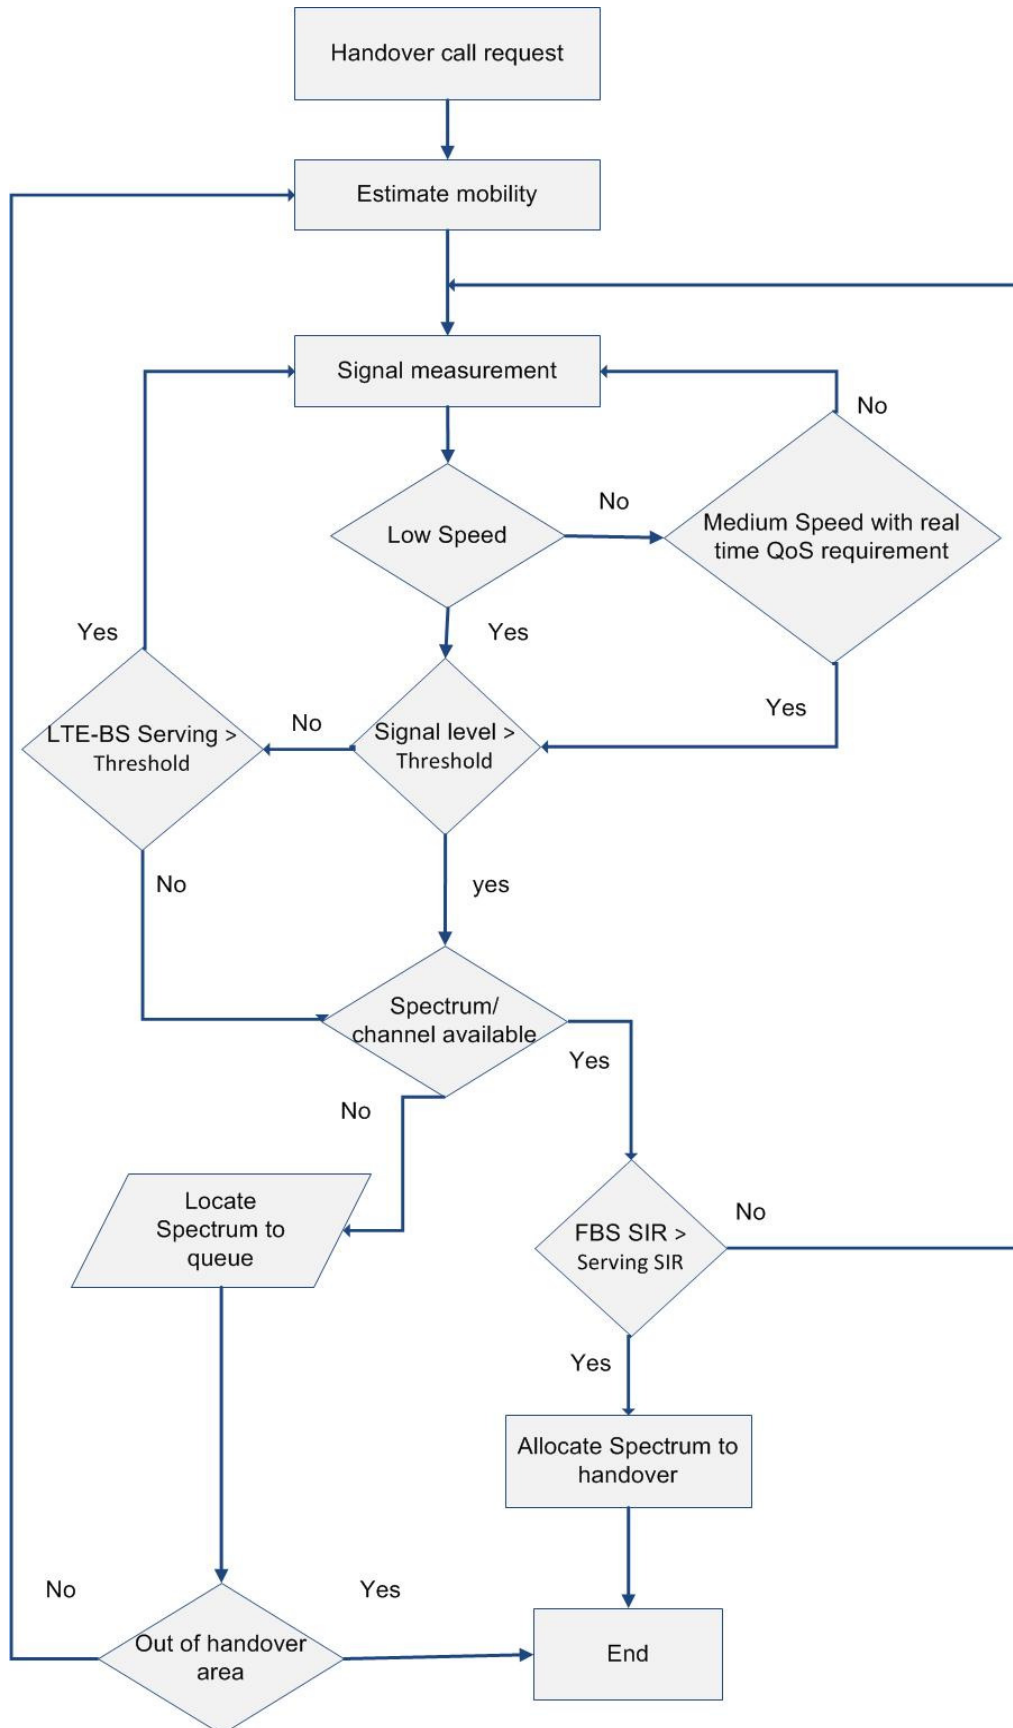 Handover call request
Estimate mobility
Signal measurement
No
Low Speed
No
Medium Speed with real
time QoS requirement
Yes
Yes
LTE-BS Serving >
Threshold
No
Signal level >
Threshold
Yes
No
yes
Spectrum/
channel available
Yes
No
Locate
Spectrum to
queue
FBS SIR >
Serving SIR
No
Yes
Allocate Spectrum to
handover
No
Yes
Out of handover
area
End